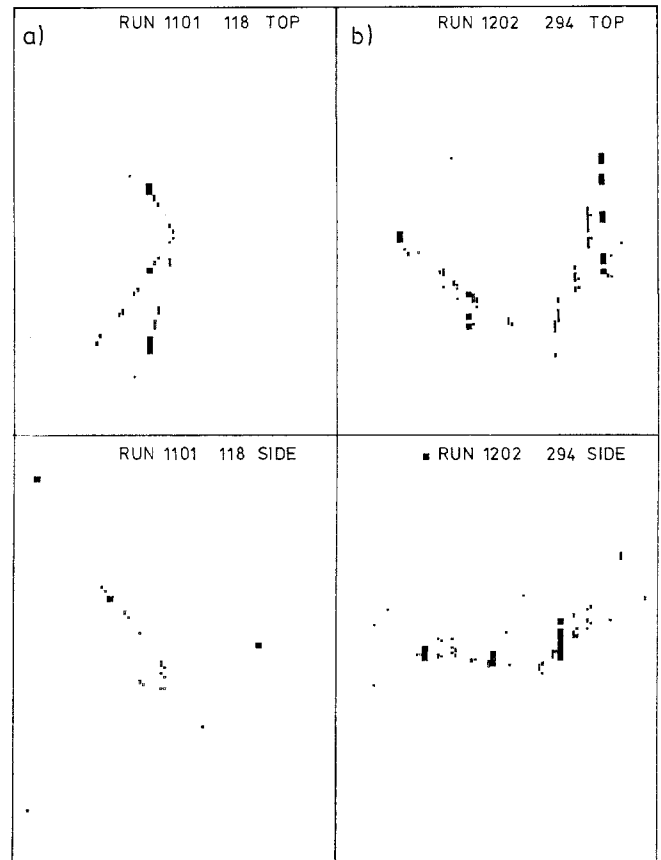 a) RUN 1101 118 TOP
b) RUN 1202 294 TOP
RUN 1101 118 SIDE
RUN 1202 294 SIDE